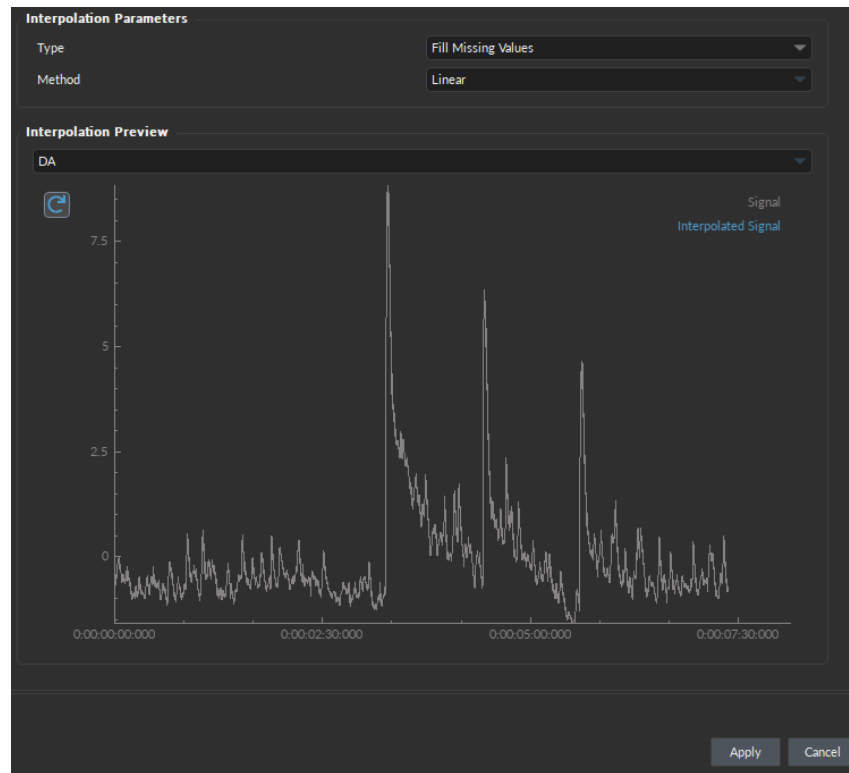 Interpolation Parameters
Type Fill Missing Values
Method Linear
Interpolation Preview
DA
Signal
Interpolated Signal
7.5
5
2.5
0
0:00:00:00:000 0:00:02:30:000 0:00:05:00:000 0:00:07:30:000
Apply Cancel